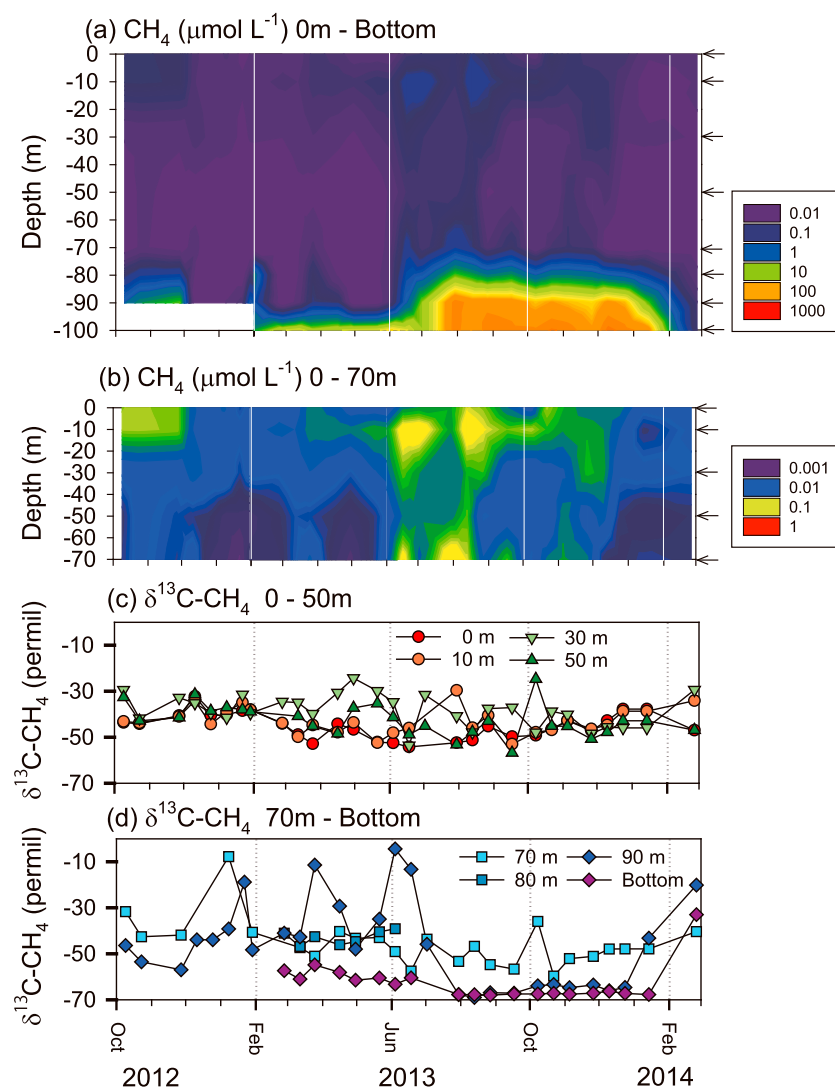 (a) CH₄ (μmol L⁻¹) 0m - Bottom
0
-10
-20
-30
-40
-50
-60
-70
-80
-90
-100
Depth (m)
0.01
0.1
1
10
100
1000
(b) CH₄ (μmol L⁻¹) 0 - 70m
0
-10
-20
-30
-40
-50
-60
-70
Depth (m)
0.001
0.01
0.1
1
(c) δ¹³C-CH₄ 0 - 50m
-10
-30
-50
-70
δ¹³C-CH₄ (permil)
0 m
10 m
30 m
50 m
(d) δ¹³C-CH₄ 70m - Bottom
-10
-30
-50
-70
δ¹³C-CH₄ (permil)
70 m
80 m
90 m
Bottom
Oct
Feb
Jun
Oct
Feb
2012
2013
2014